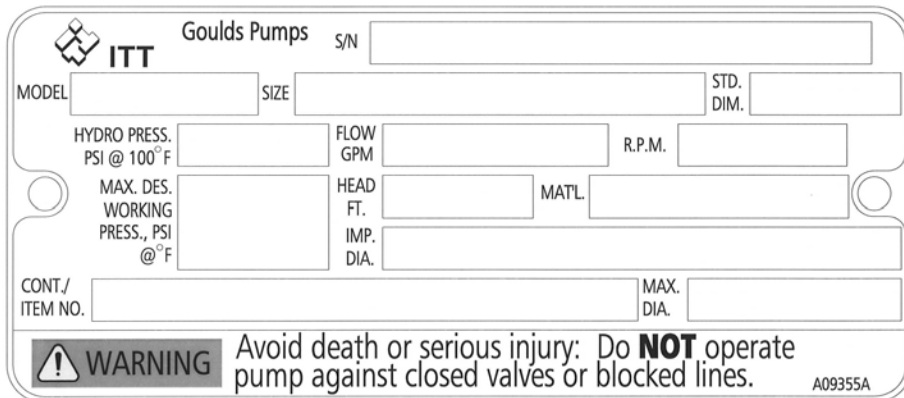 ITT Goulds Pumps S/N
MODEL SIZE STD. DIM.
HYDRO PRESS. PSI @ 100°F FLOW GPM R.P.M.
MAX. DES. WORKING PRESS., PSI @°F HEAD FT. MAT'L.
IMP. DIA.
CONT./ ITEM NO. MAX. DIA.
WARNING Avoid death or serious injury: Do NOT operate
pump against closed valves or blocked lines. A09355A